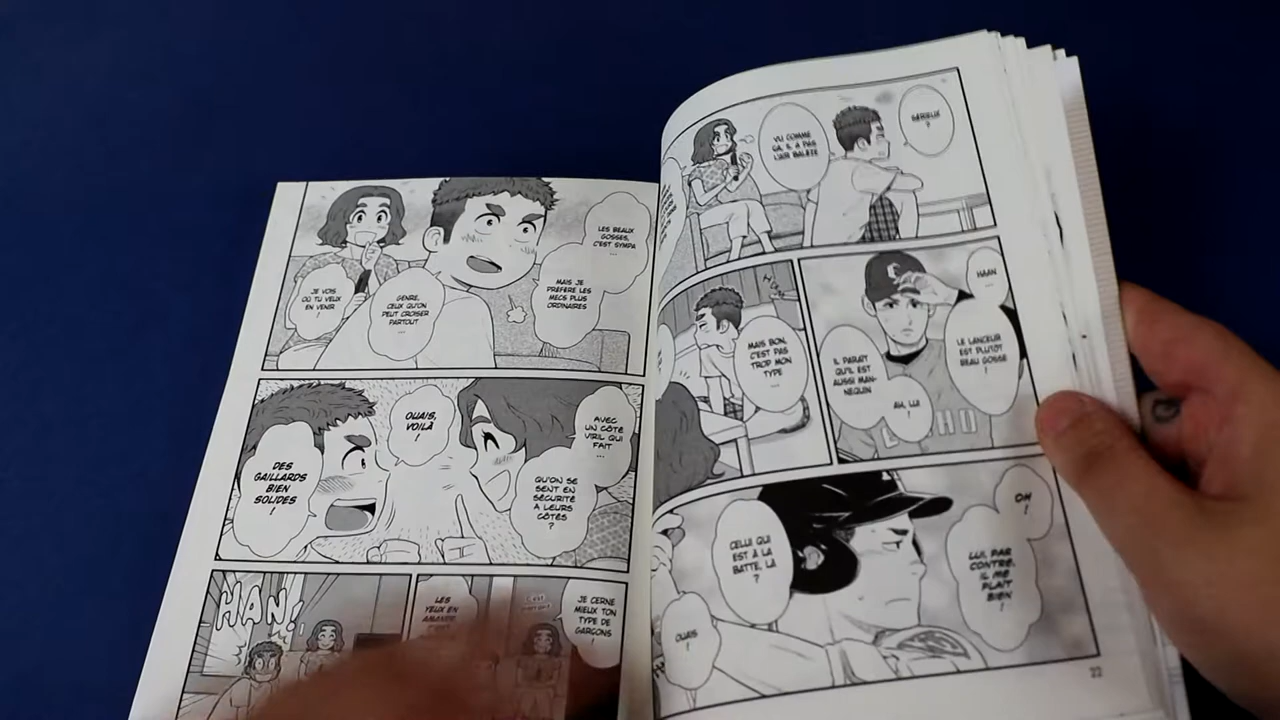 SÉRIEUX
?
VU COMME
ÇA, IL A PAS
L'AIR BALÈZE
HAAN
...
LE LANCEUR
EST PLUTÔT
BEAU GOSSE
!
IL PARAÎT
QU'IL EST
AUSSI MAN-
NEQUIN
AH, LUI
!
C
MAIS BON,
C'EST PAS
TROP MON
TYPE
...
OH
!
LUI, PAR
CONTRE,
IL ME
PLAÎT
BIEN
!
CELUI QUI
EST À LA
BATTE, LÀ
?
OUAIS
!
LES BEAUX
GOSSES,
C'EST SYMPA
...
MAIS JE
PRÉFÈRE LES
MECS PLUS
ORDINAIRES
GENRE,
CEUX QU'ON
PEUT CROISER
PARTOUT
...
JE VOIS
OÙ TU VEUX
EN VENIR
!
AVEC
UN CÔTÉ
VIRIL QUI
FAIT
...
QU'ON SE
SENT EN
SÉCURITÉ
À LEURS
CÔTÉS
?
OUAIS,
VOILÀ
!
DES
GAILLARDS
BIEN
SOLIDES
!
JE CERNE
MIEUX TON
TYPE DE
GARÇONS
!
LES
YEUX EN
AMANDE
HAN!